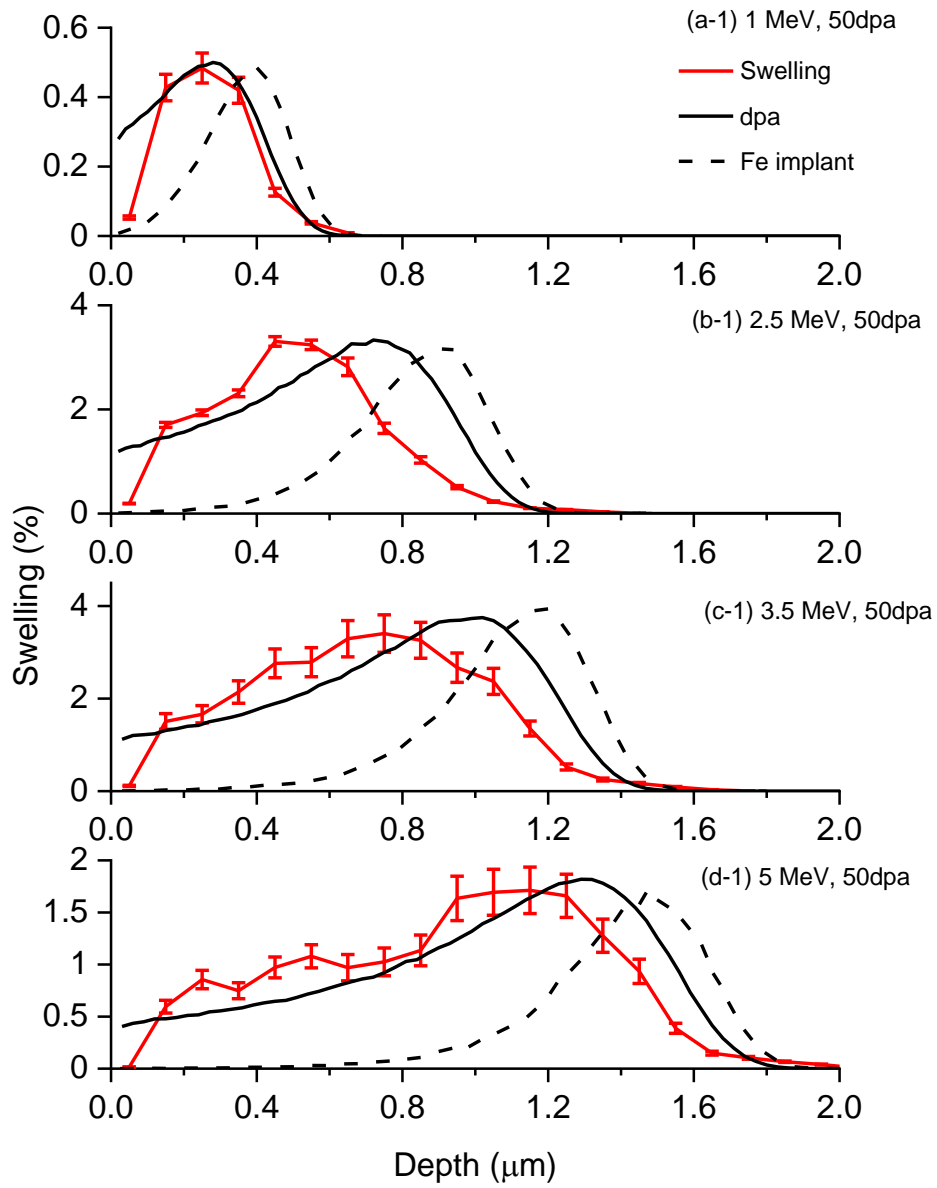 (a-1) 1 MeV, 50dpa
Swelling
dpa
Fe implant
0.6
0.4
0.2
0
0.0 0.4 0.8 1.2 1.6 2.0
(b-1) 2.5 MeV, 50dpa
4
2
0
0.0 0.4 0.8 1.2 1.6 2.0
Swelling (%)
(c-1) 3.5 MeV, 50dpa
4
2
0
0.0 0.4 0.8 1.2 1.6 2.0
(d-1) 5 MeV, 50dpa
2
1.5
1
0.5
0
0.0 0.4 0.8 1.2 1.6 2.0
Depth (μm)